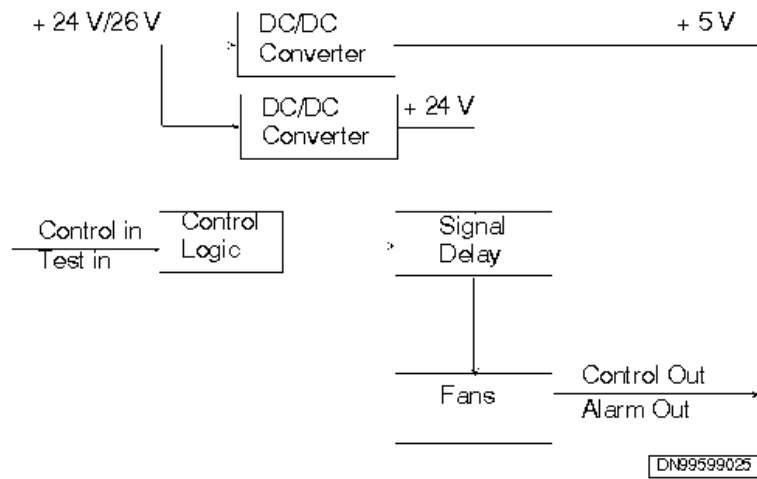 + 24 V/26 V
DC/DC
Converter
+ 5 V
DC/DC
Converter
+ 24 V
Control in
Test in
Control
Logic
Signal
Delay
Fans
Control Out
Alarm Out
DN99599025